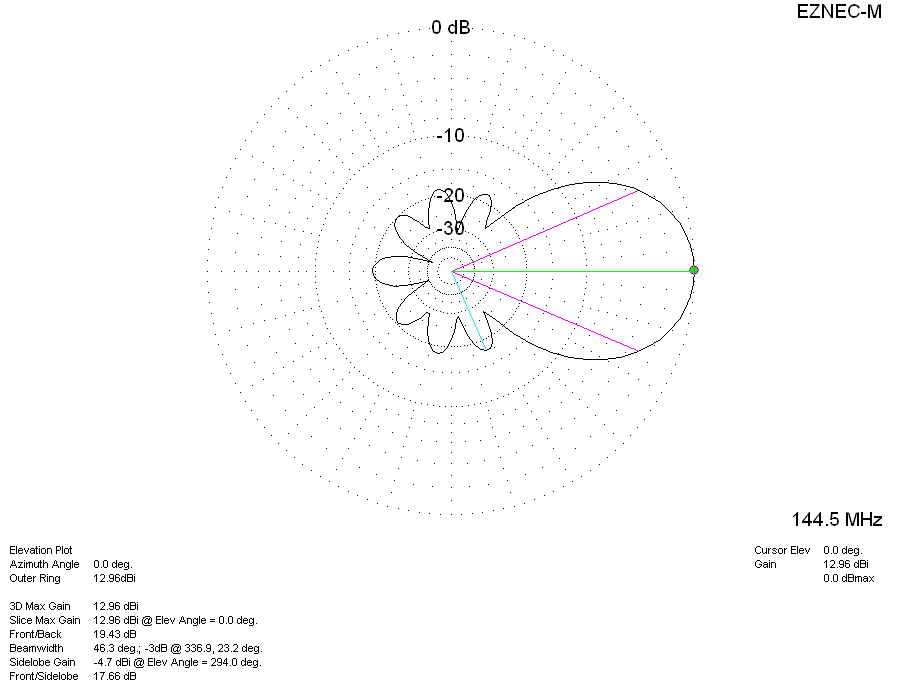 EZNEC-M
0 dB
-10
-20
-30
144.5 MHz
Elevation Plot
Azimuth Angle 0.0 deg.
Outer Ring 12.96dBi
Cursor Elev 0.0 deg.
Gain 12.96 dBi
0.0 dBmax
3D Max Gain 12.96 dBi
Slice Max Gain 12.96 dBi @ Elev Angle = 0.0 deg.
Front/Back 19.43 dB
Beamwidth 46.3 deg.; -3dB @ 336.9, 23.2 deg.
Sidelobe Gain -4.7 dBi @ Elev Angle = 294.0 deg.
Front/Sidelobe 17.66 dB